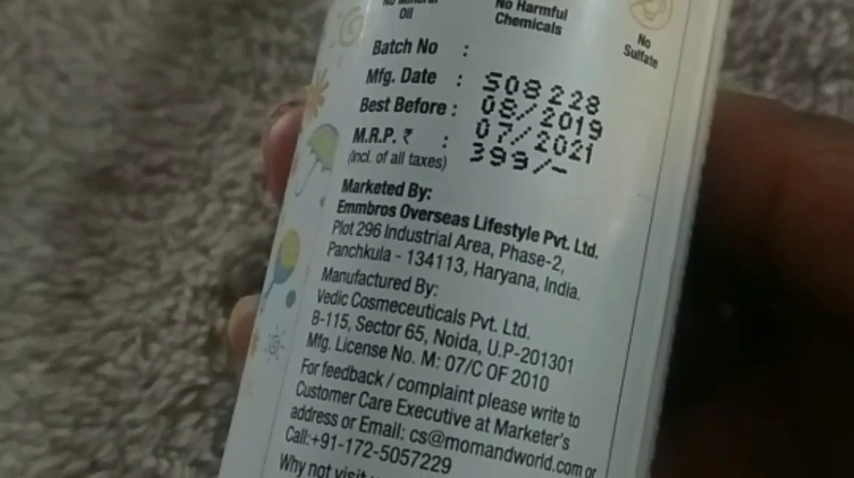 No Mineral
Oil
No Harmful
Chemicals
No
Sulfate
Batch No : S08228
Mfg. Date : 08/2019
Best Before : 07/2021
M.R.P. ₹ : 399/-
(Incl. of all taxes)
Marketed By:
Emmbros Overseas Lifestyle Pvt. Ltd.
Plot 296 Industrial Area, Phase-2,
Panchkula - 134113, Haryana, India.
Manufactured By:
Vedic Cosmeceuticals Pvt. Ltd.
B-115, Sector 65, Noida, U.P-201301
Mfg. License No. M: 07/C OF 2010
For feedback / complaint please write to
Customer Care Executive at Marketer's
address or Email: cs@momandworld.com or
Call:+91-172-5057229
Why not visit